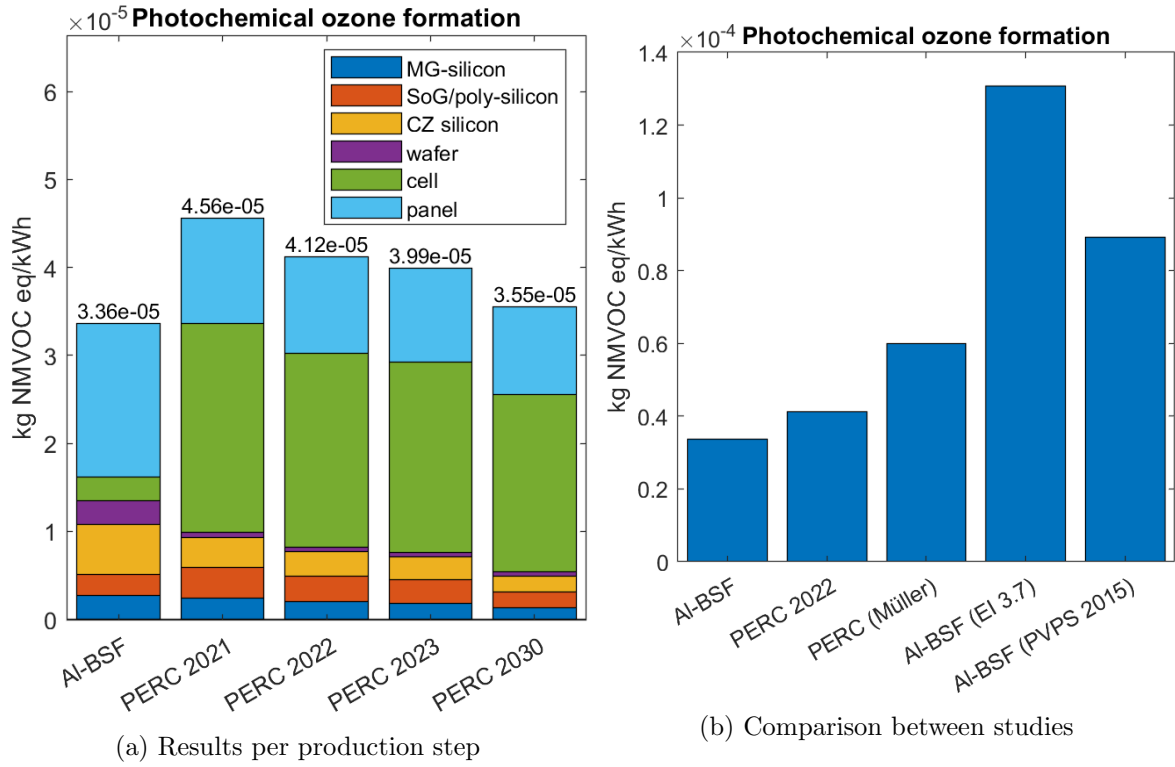 ×10⁻⁵ Photochemical ozone formation
kg NMVOC eq/kWh
6
5
4
3
2
1
0
MG-silicon
SoG/poly-silicon
CZ silicon
wafer
cell
panel
3.36e-05
4.56e-05
4.12e-05
3.99e-05
3.55e-05
Al-BSF
PERC 2021
PERC 2022
PERC 2023
PERC 2030
(a) Results per production step
×10⁻⁴ Photochemical ozone formation
kg NMVOC eq/kWh
1.4
1.2
1
0.8
0.6
0.4
0.2
0
Al-BSF
PERC 2022
PERC (Müller)
Al-BSF (EI 3.7)
Al-BSF (PVPS 2015)
(b) Comparison between studies